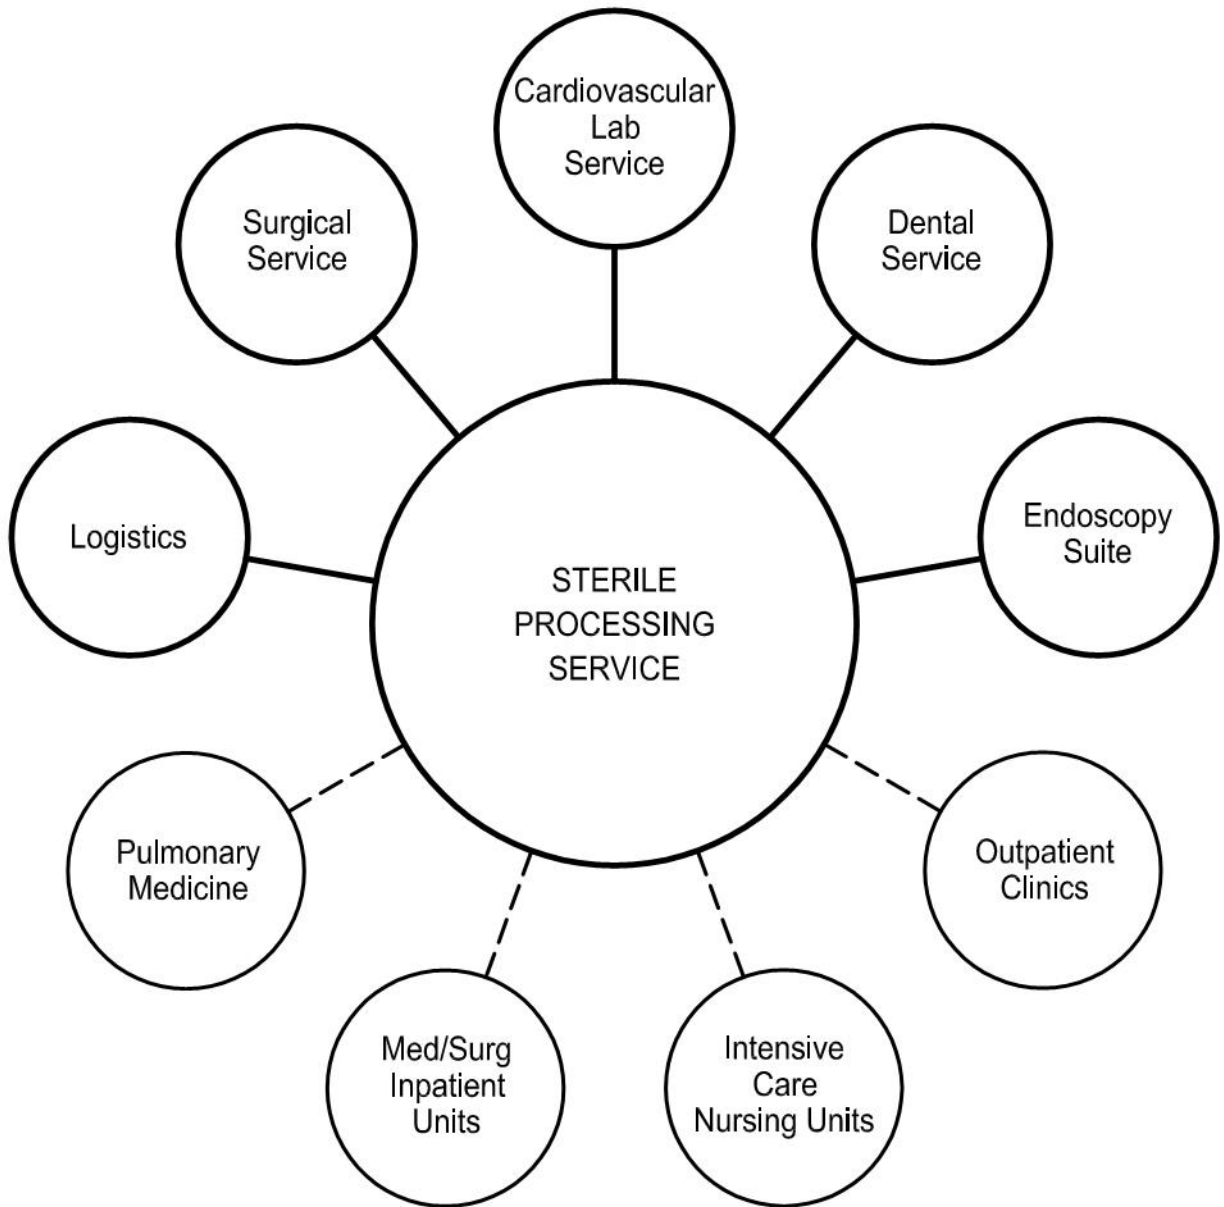 Cardiovascular
Lab
Service
Surgical
Service
Dental
Service
Logistics
Endoscopy
Suite
STERILE
PROCESSING
SERVICE
Pulmonary
Medicine
Outpatient
Clinics
Med/Surg
Inpatient
Units
Intensive
Care
Nursing Units